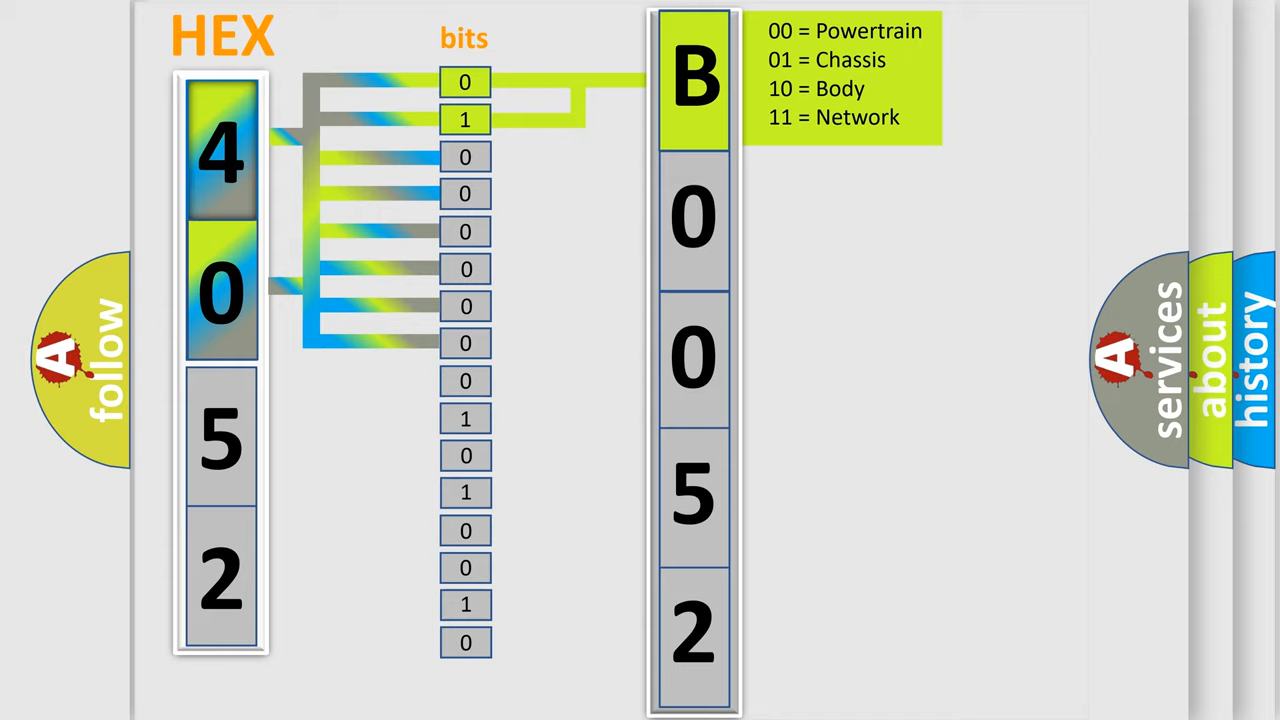 HEX
bits
4
0
5
2
0
1
0
0
0
0
0
0
0
1
0
1
0
0
1
0
B
0
0
5
2
00 = Powertrain
01 = Chassis
10 = Body
11 = Network
A
follow
A
services
about
history